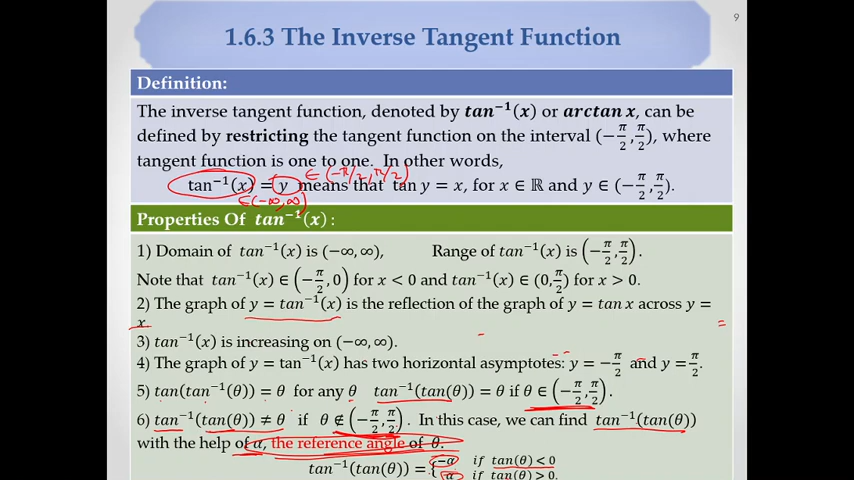 9
1.6.3 The Inverse Tangent Function
Definition:
The inverse tangent function, denoted by tan⁻¹(x) or arctan x, can be
defined by restricting the tangent function on the interval (−π/2, π/2), where
tangent function is one to one. In other words,
∈ (−π/2, π/2)
tan⁻¹(x) = y means that tan y = x, for x ∈ ℝ and y ∈ (−π/2, π/2).
∈ (−∞, ∞)
Properties Of tan⁻¹(x) :
1) Domain of tan⁻¹(x) is (−∞, ∞), Range of tan⁻¹(x) is (−π/2, π/2).
Note that tan⁻¹(x) ∈ (−π/2, 0) for x < 0 and tan⁻¹(x) ∈ (0, π/2) for x > 0.
2) The graph of y = tan⁻¹(x) is the reflection of the graph of y = tan x across y =
x
3) tan⁻¹(x) is increasing on (−∞, ∞).
4) The graph of y = tan⁻¹(x) has two horizontal asymptotes: y = −π/2 and y = π/2.
5) tan(tan⁻¹(θ)) = θ for any θ tan⁻¹(tan(θ)) = θ if θ ∈ (−π/2, π/2).
6) tan⁻¹(tan(θ)) ≠ θ if θ ∉ (−π/2, π/2). In this case, we can find tan⁻¹(tan(θ))
with the help of α, the reference angle of θ.
tan⁻¹(tan(θ)) = { −α if tan(θ) < 0
α if tan(θ) > 0.